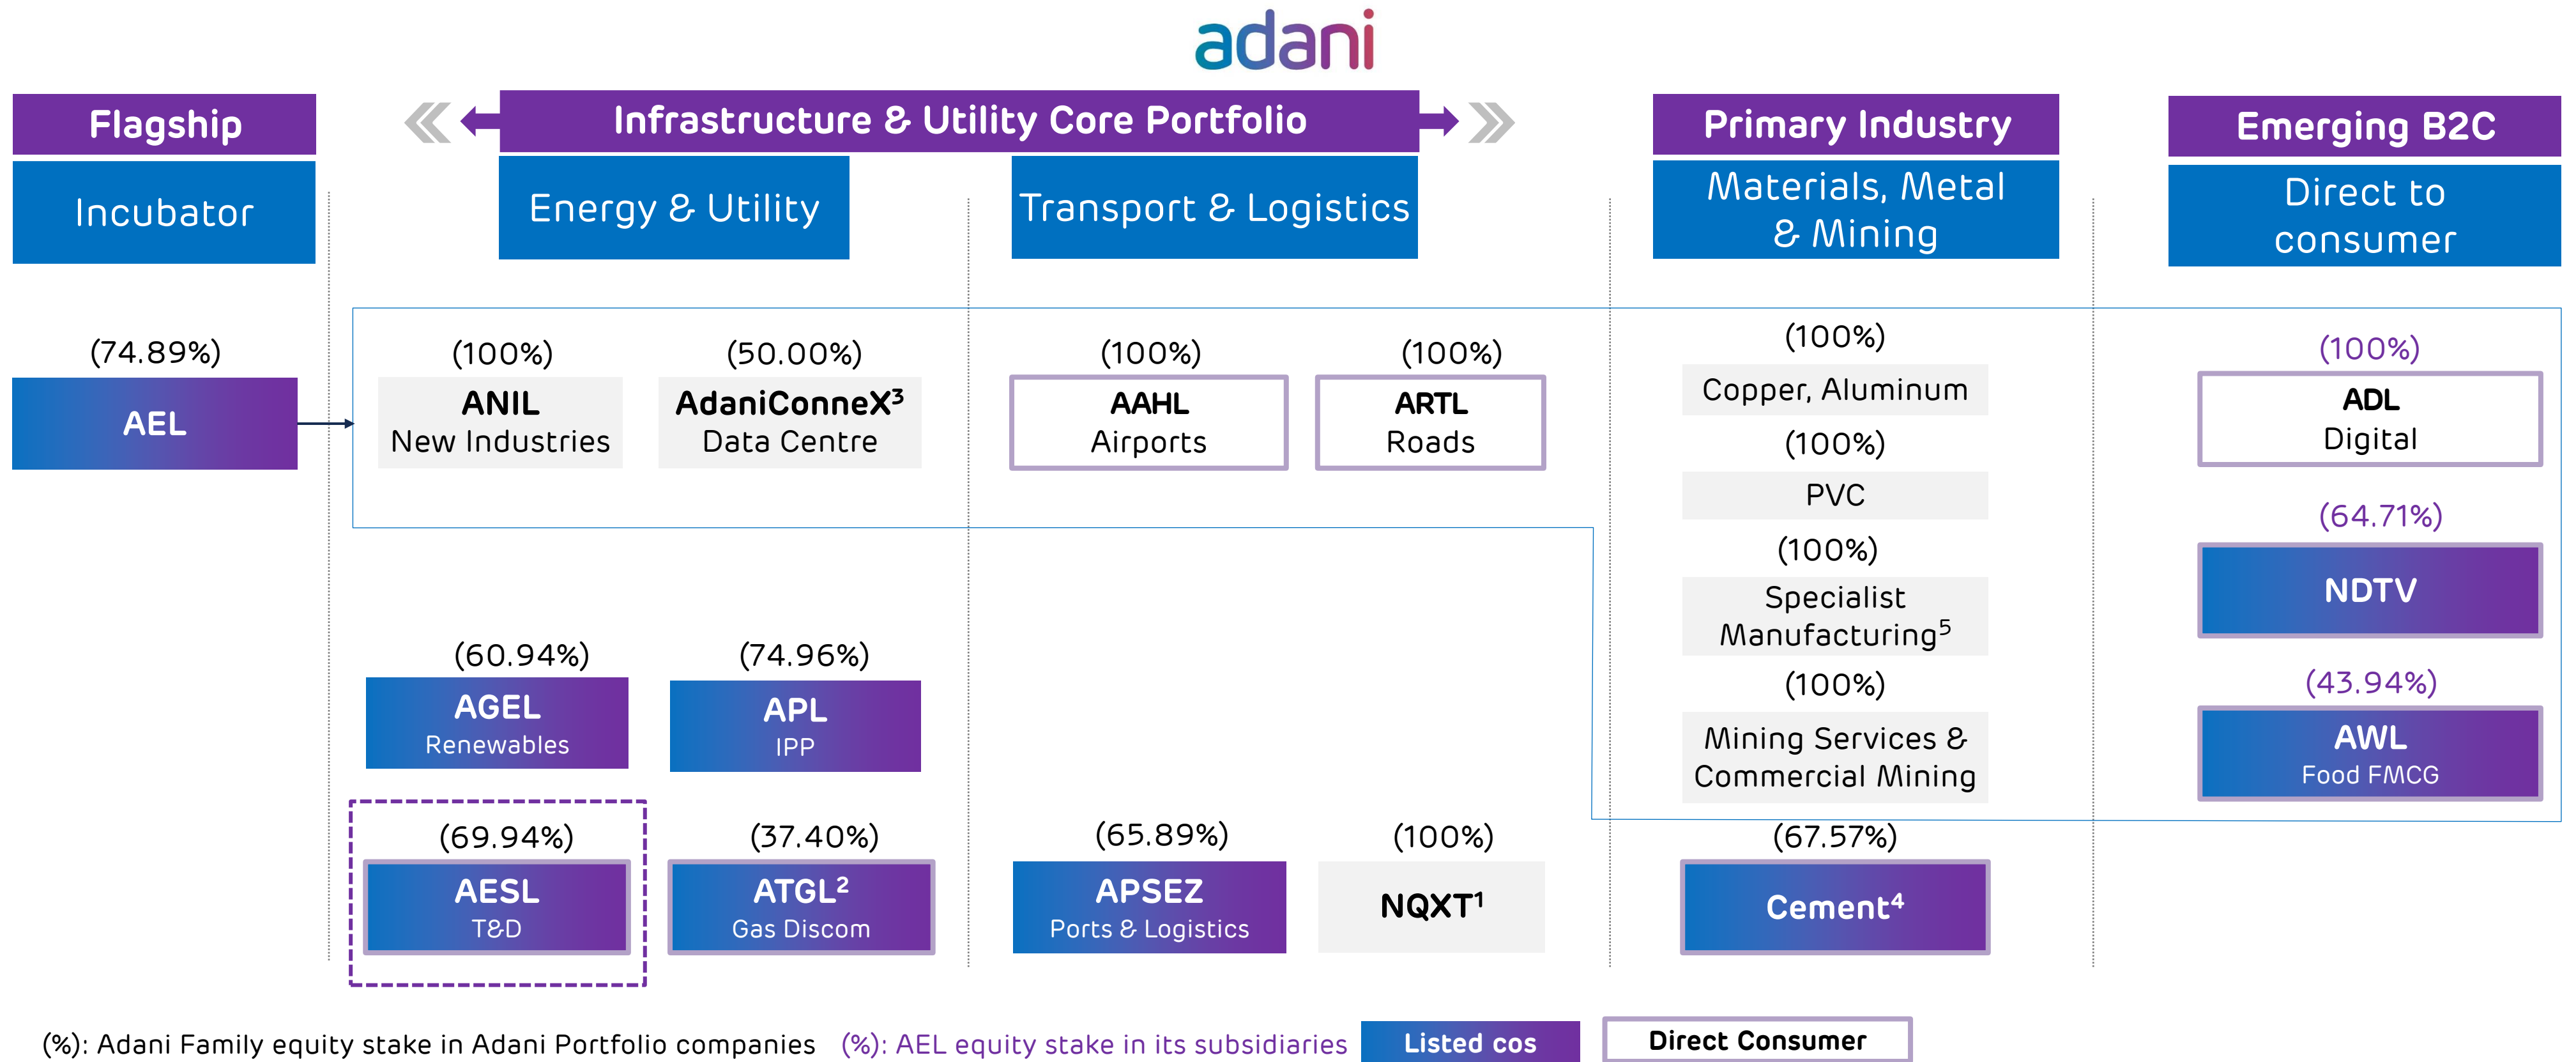 adani
Flagship
Incubator
Infrastructure & Utility Core Portfolio
Energy & Utility
Transport & Logistics
Primary Industry
Materials, Metal
& Mining
Emerging B2C
Direct to
consumer
(74.89%)
AEL
(100%)
ANIL
New Industries
(50.00%)
AdaniConneX³
Data Centre
(100%)
AAHL
Airports
(100%)
ARTL
Roads
(100%)
Copper, Aluminum
(100%)
PVC
(100%)
Specialist
Manufacturing⁵
(100%)
Mining Services &
Commercial Mining
(100%)
ADL
Digital
(64.71%)
NDTV
(43.94%)
AWL
Food FMCG
(60.94%)
AGEL
Renewables
(74.96%)
APL
IPP
(69.94%)
AESL
T&D
(37.40%)
ATGL²
Gas Discom
(65.89%)
APSEZ
Ports & Logistics
(100%)
NQXT¹
(67.57%)
Cement⁴
(%): Adani Family equity stake in Adani Portfolio companies
(%): AEL equity stake in its subsidiaries
Listed cos
Direct Consumer